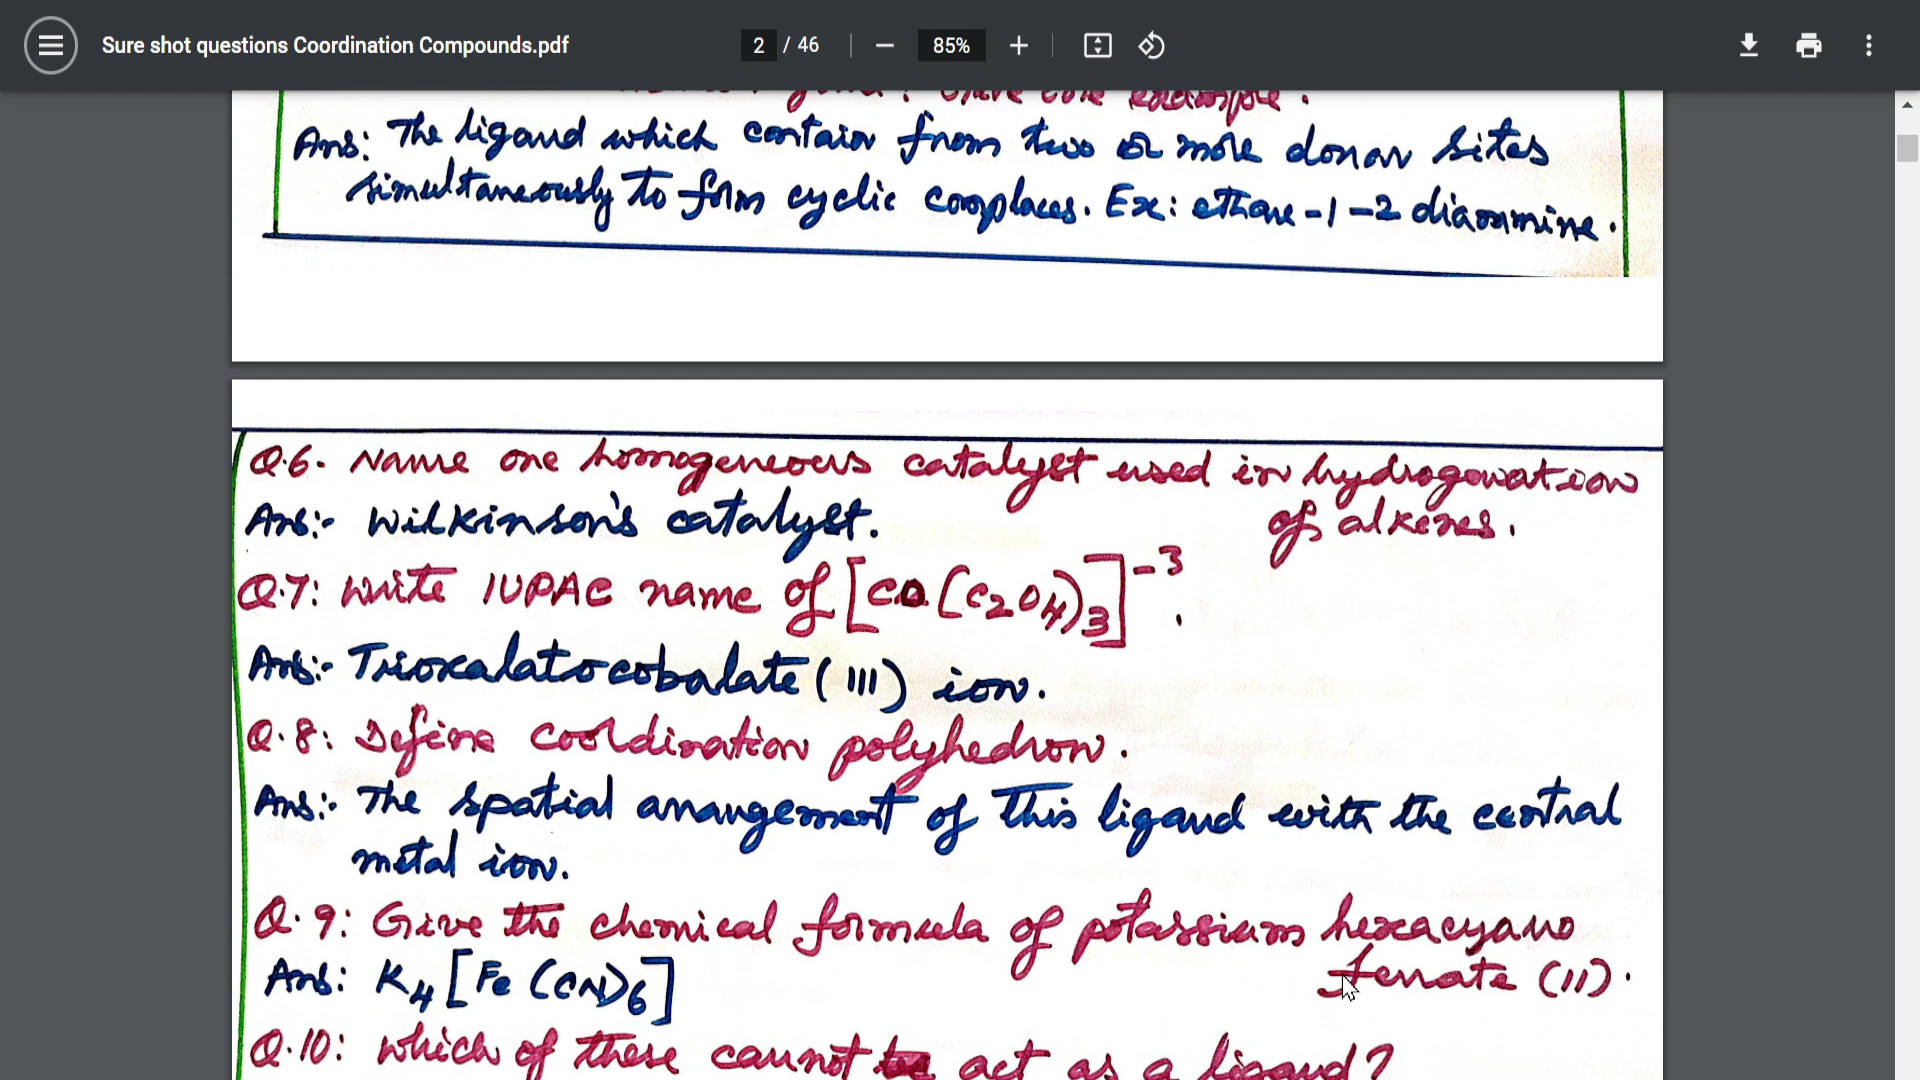 Sure shot questions Coordination Compounds.pdf
2 / 46
85%
Give one example.
Ans: The ligand which contain from two or more donor sites
simultaneously to form cyclic complaces. Ex: ethane-1-2 diammine.
Q.6. Name one homogeneous catalyst used in hydrogenation
of alkenes.
Ans:- Wilkinson's catalyst.
Q.7: Write IUPAC name of [CO(C2O4)3]-3.
Ans:- Trioxalatocobalate (III) ion.
Q.8: Define coordination polyhedron.
Ans:- The spatial arrangement of this ligand with the central
metal ion.
Q.9: Give the chemical formula of potassium hexacyano
ferrate (II).
Ans: K4[Fe(CN)6]
Q.10: Which of these cannot act as a ligand?